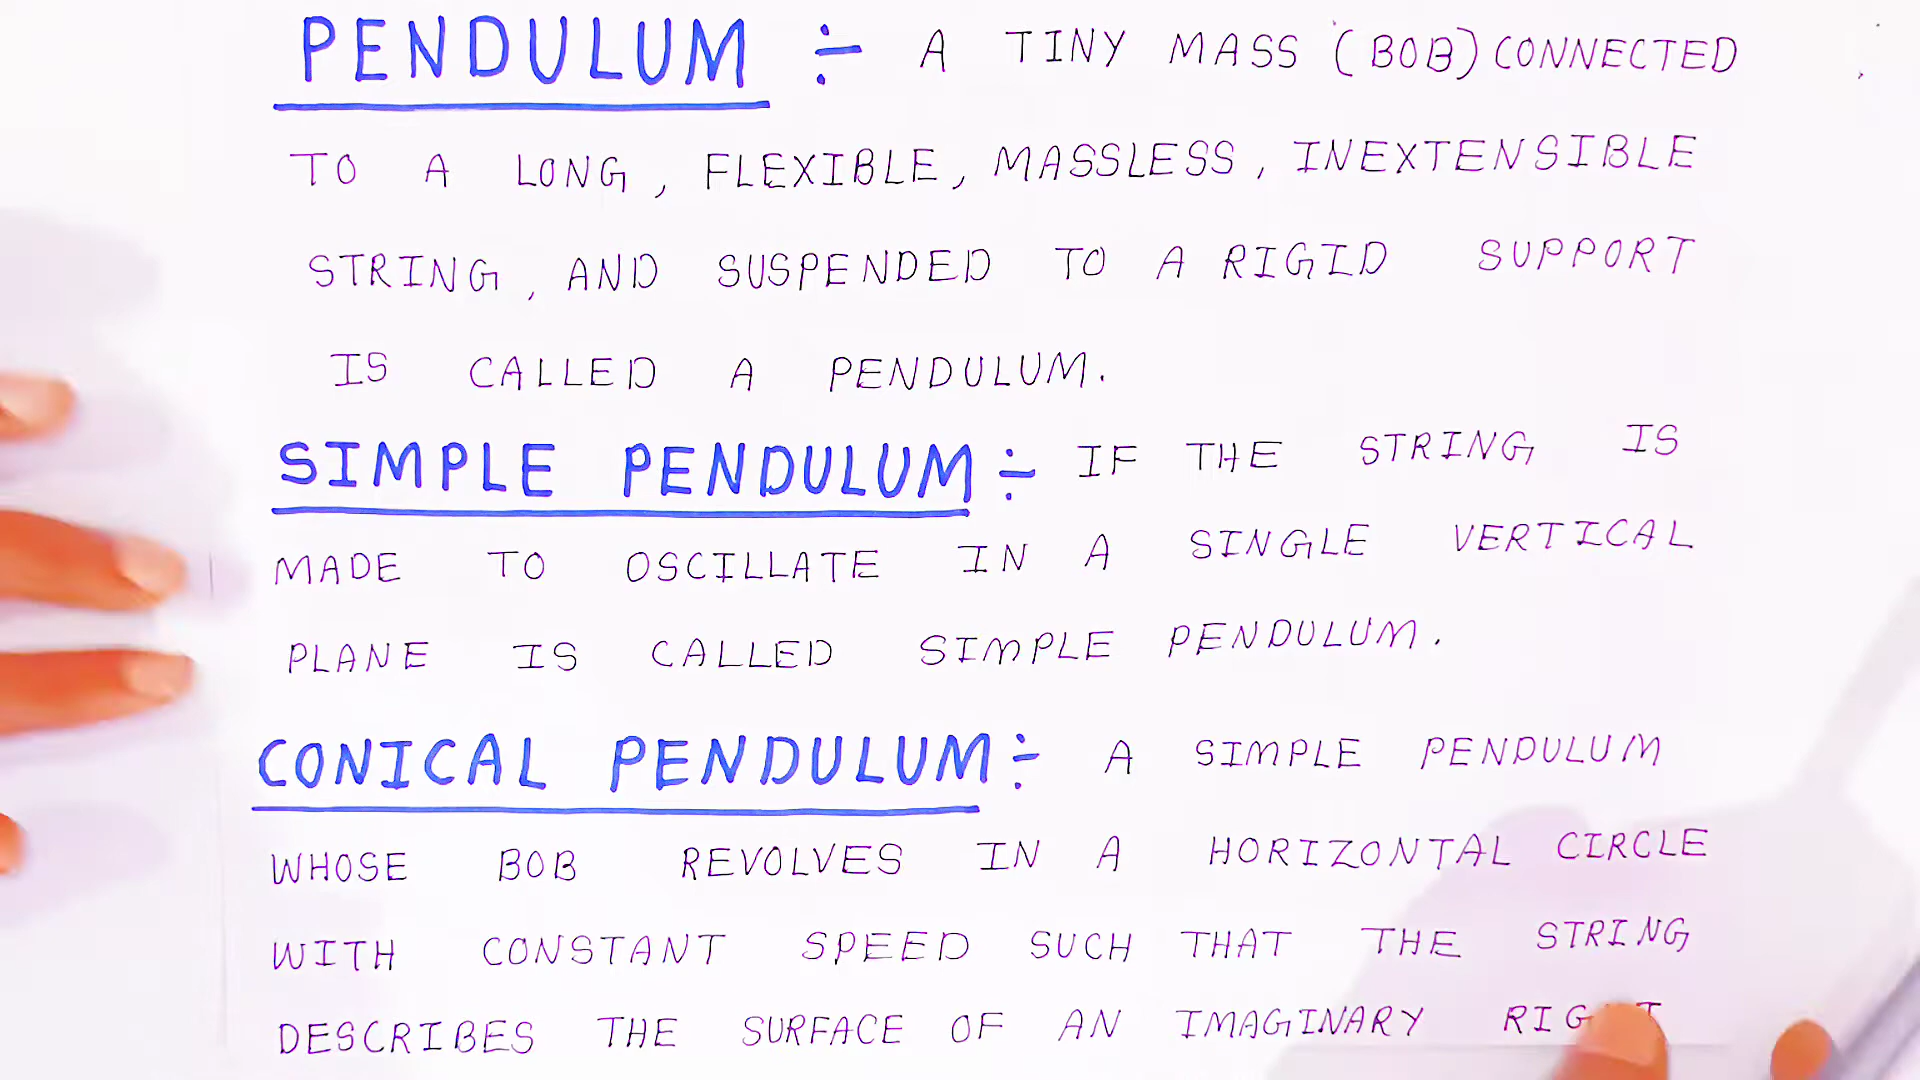 PENDULUM ÷ A TINY MASS (BOB) CONNECTED
TO A LONG, FLEXIBLE, MASSLESS, INEXTENSIBLE
STRING, AND SUSPENDED TO A RIGID SUPPORT
IS CALLED A PENDULUM.
SIMPLE PENDULUM ÷ IF THE STRING IS
MADE TO OSCILLATE IN A SINGLE VERTICAL
PLANE IS CALLED SIMPLE PENDULUM.
CONICAL PENDULUM ÷ A SIMPLE PENDULUM
WHOSE BOB REVOLVES IN A HORIZONTAL CIRCLE
WITH CONSTANT SPEED SUCH THAT THE STRING
DESCRIBES THE SURFACE OF AN IMAGINARY